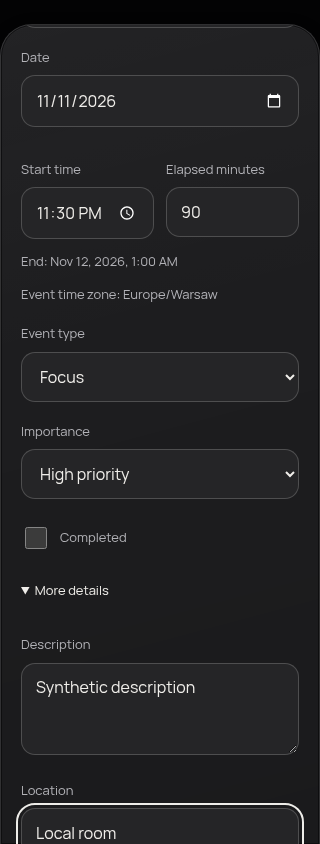 Date
11/11/2026
Start time
Elapsed minutes
11:30 PM
90
End: Nov 12, 2026, 1:00 AM
Event time zone: Europe/Warsaw
Event type
Focus
Importance
High priority
Completed
▼ More details
Description
Synthetic description
Location
Local room